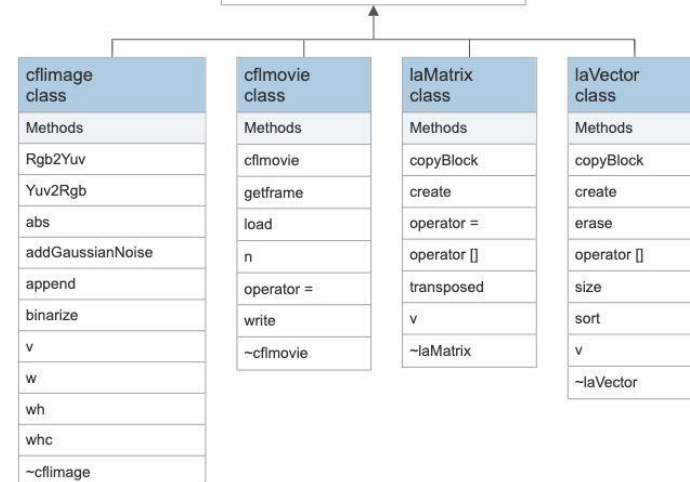 cflimage
class
Methods
Rgb2Yuv
Yuv2Rgb
abs
addGaussianNoise
append
binarize
v
w
wh
whc
~cflimage
cflmovie
class
Methods
cflmovie
getframe
load
n
operator =
write
~cflmovie
laMatrix
class
Methods
copyBlock
create
operator =
operator []
transposed
v
~laMatrix
laVector
class
Methods
copyBlock
create
erase
operator []
size
sort
v
~laVector